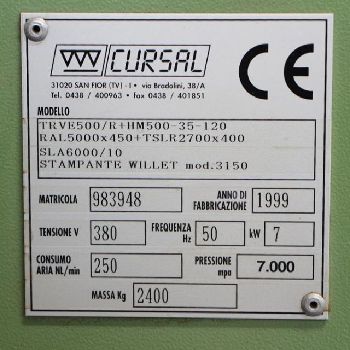 CURSAL
CE
31020 SAN FIOR (TV) - I • via Bradolini, 38/A
Tel. 0438 / 400963 • fax 0438 / 401851
MODELLO
TRVE500/R+HM500-35-120
RAL5000x450+TSLR2700x400
SLA6000/10
STAMPANTE WILLET mod.3150
MATRICOLA 983948 ANNO DI FABBRICAZIONE 1999
TENSIONE V 380 FREQUENZA Hz 50 kW 7
CONSUMO ARIA NL/min 250 PRESSIONE mpa 7.000
MASSA Kg 2400